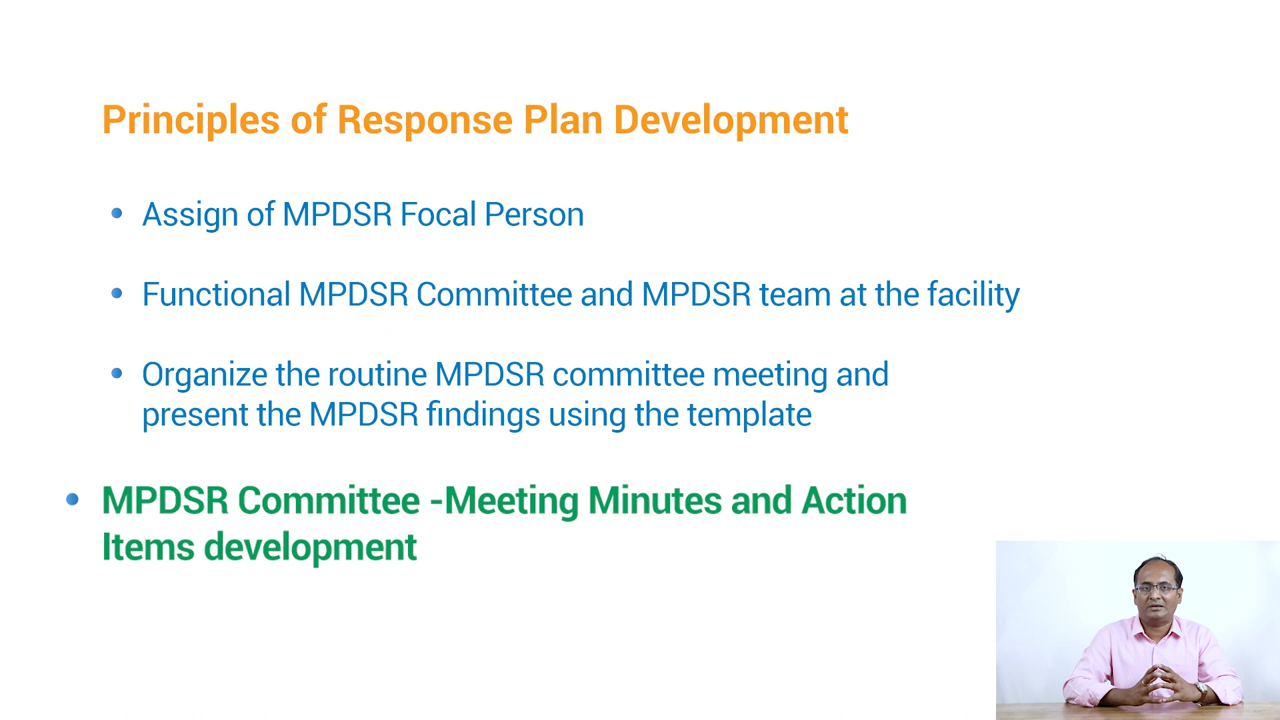 Principles of Response Plan Development
• Assign of MPDSR Focal Person
• Functional MPDSR Committee and MPDSR team at the facility
• Organize the routine MPDSR committee meeting and
present the MPDSR findings using the template
• MPDSR Committee -Meeting Minutes and Action
Items development